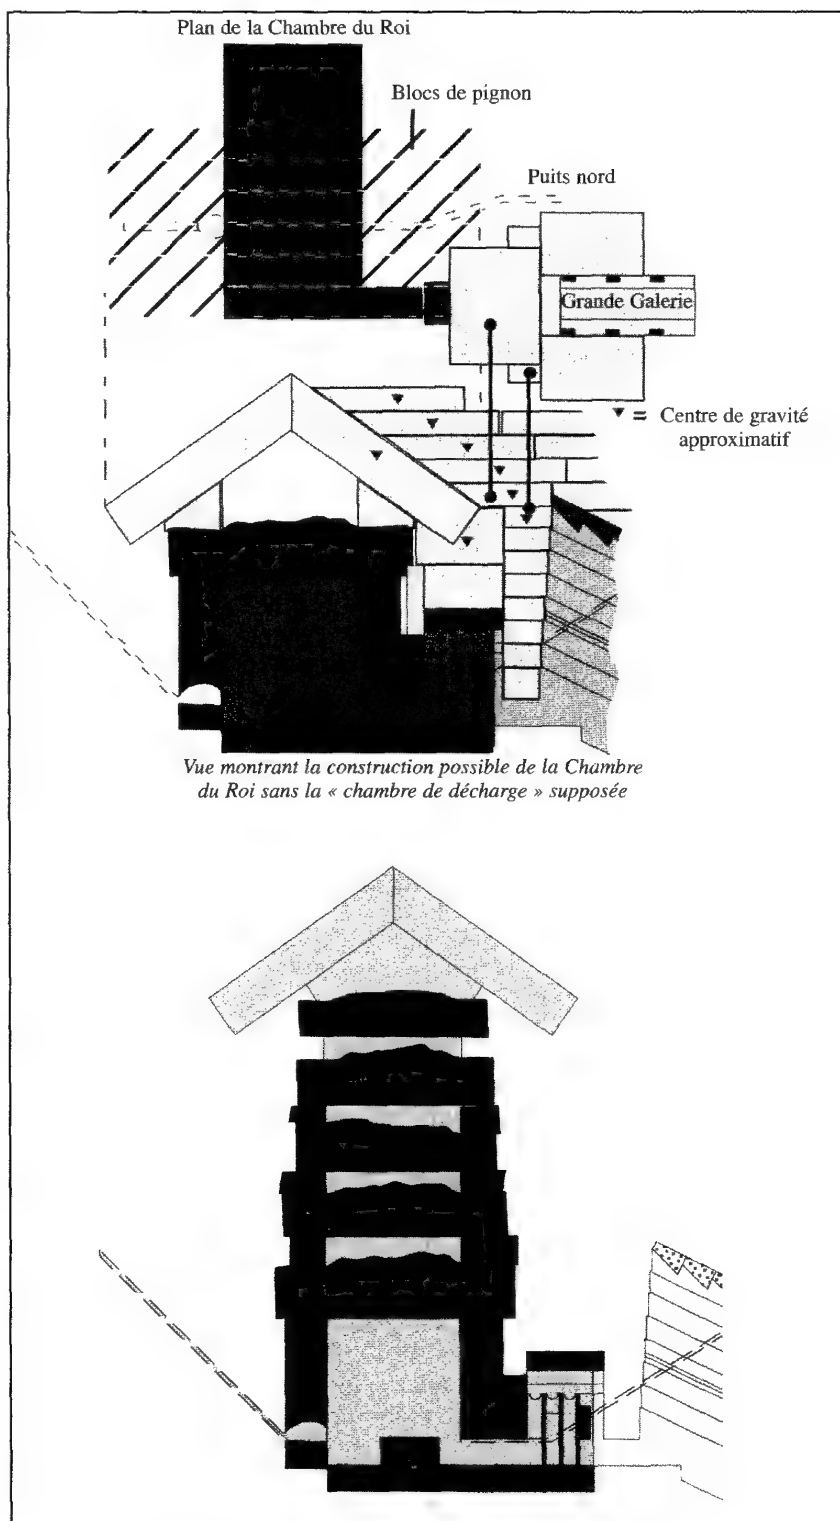 Plan de la Chambre du Roi
Blocs de pignon
Puits nord
Grande Galerie
▼ = Centre de gravité
approximatif
Vue montrant la construction possible de la Chambre
du Roi sans la « chambre de décharge » supposée